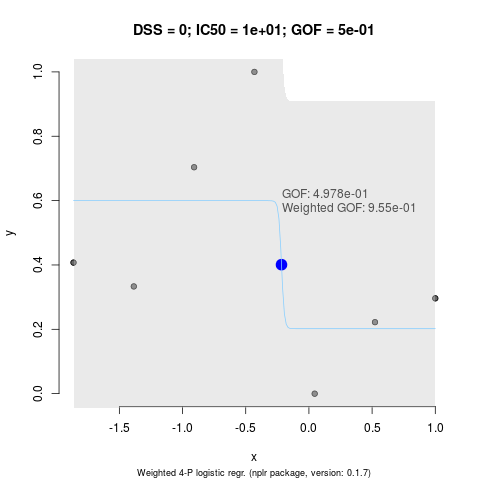 DSS = 0; IC50 = 1e+01; GOF = 5e-01
1.0
0.8
0.6
0.4
0.2
0.0
y
GOF: 4.978e-01
Weighted GOF: 9.55e-01
-1.5 -1.0 -0.5 0.0 0.5 1.0
x
Weighted 4-P logistic regr. (nplr package, version: 0.1.7)